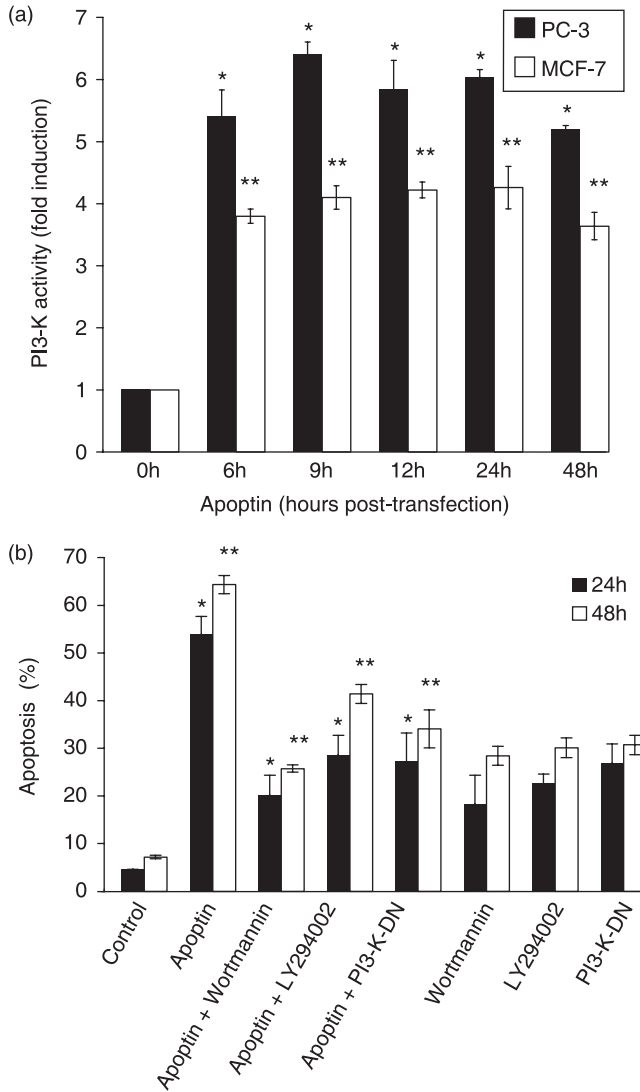 (a)
7
6
5
4
3
2
1
0
PI3-K activity (fold induction)
PC-3
MCF-7
* * * * *
** ** ** ** **
0h 6h 9h 12h 24h 48h
Apoptin (hours post-transfection)
(b)
70
60
50
40
30
20
10
0
Apoptosis (%)
24h
48h
* ** * ** * ** * **
Control
Apoptin
Apoptin + Wortmannin
Apoptin + LY294002
Apoptin + PI3-K-DN
Wortmannin
LY294002
PI3-K-DN